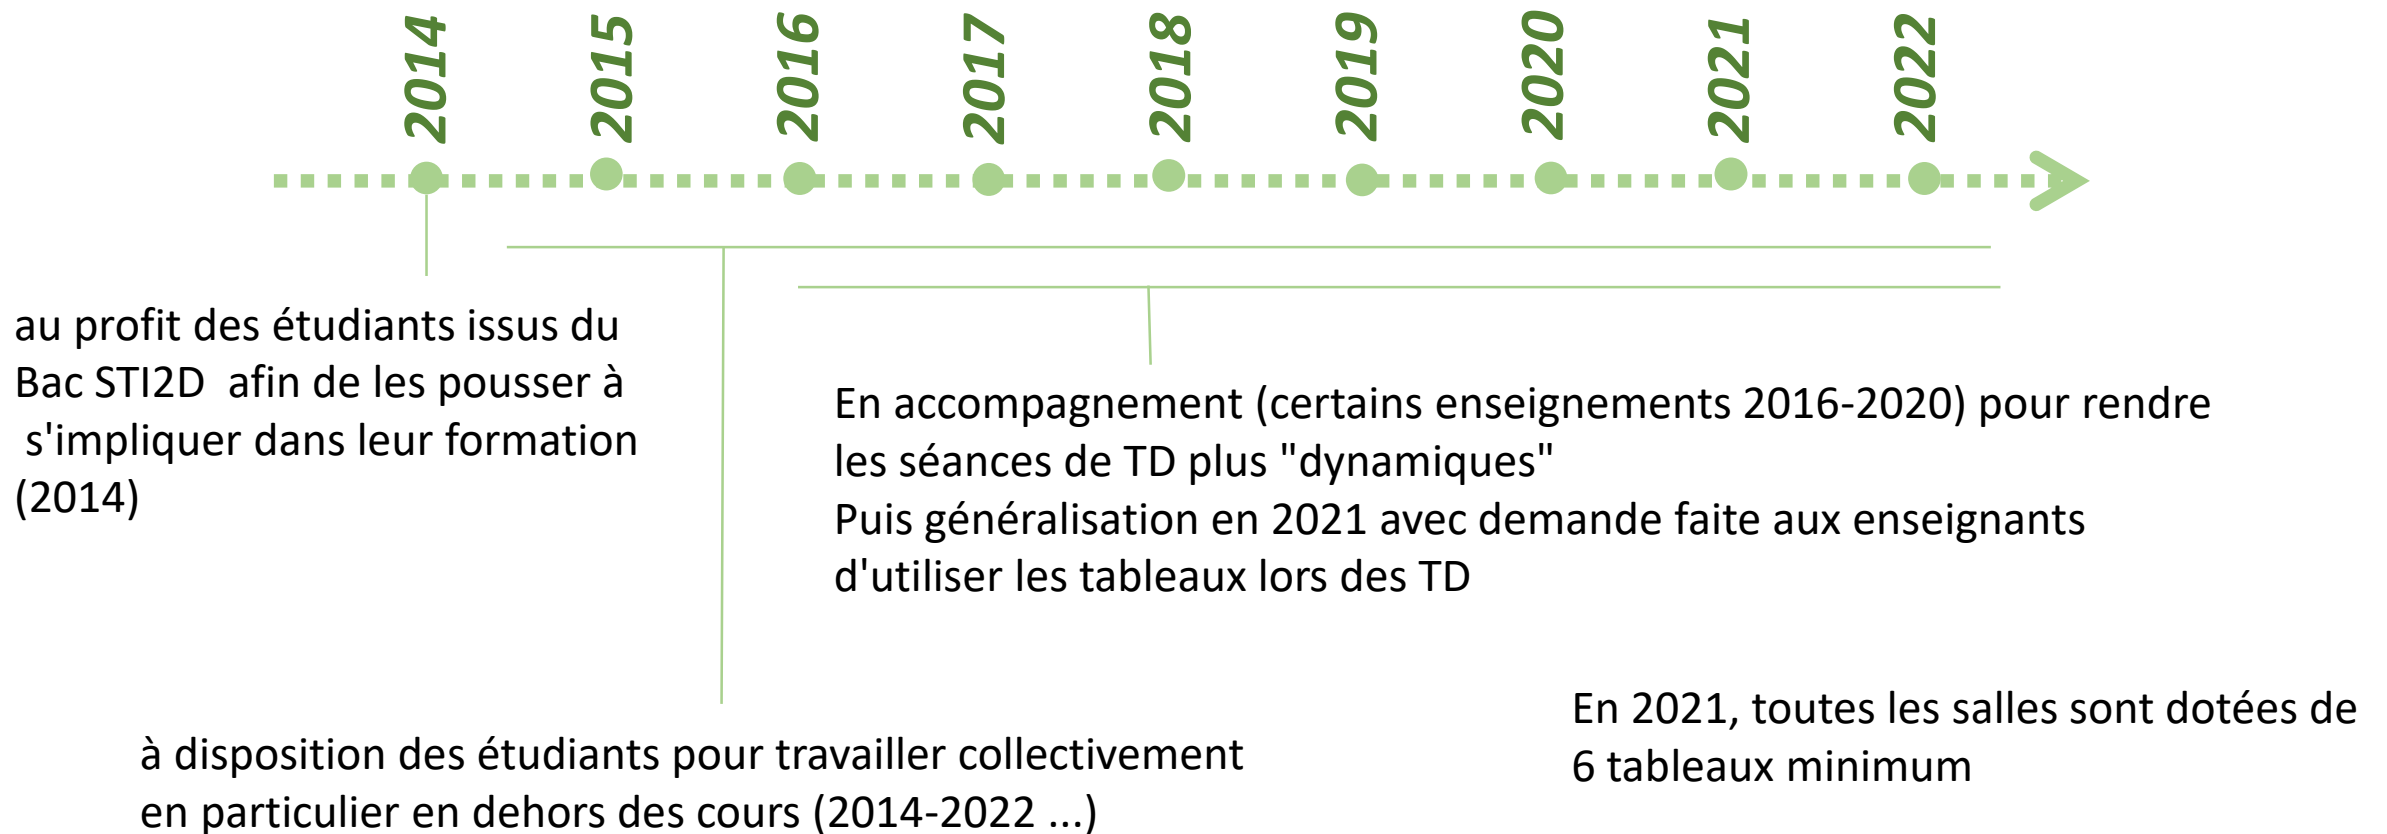 2014
2015
2016
2017
2018
2019
2020
2021
2022
au profit des étudiants issus du
Bac STI2D afin de les pousser à
s'impliquer dans leur formation
(2014)
En accompagnement (certains enseignements 2016-2020) pour rendre
les séances de TD plus "dynamiques"
Puis généralisation en 2021 avec demande faite aux enseignants
d'utiliser les tableaux lors des TD
à disposition des étudiants pour travailler collectivement
en particulier en dehors des cours (2014-2022 ...)
En 2021, toutes les salles sont dotées de
6 tableaux minimum